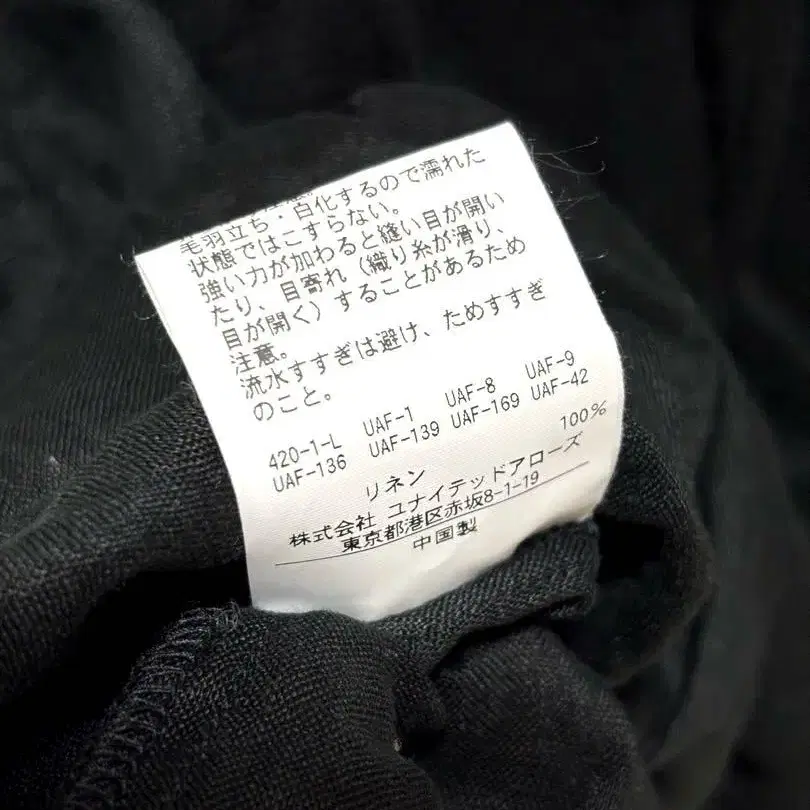 毛羽立ち・白化するので濡れた
状態ではこすらない。
強い力が加わると縫い目が開い
たり、目寄れ（織り糸が滑り、
目が開く）することがあるため
注意。
流水すすぎは避け、ためすすぎ
のこと。
420-1-L UAF-1 UAF-8 UAF-9
UAF-136 UAF-139 UAF-169 UAF-42
リネン 100%
株式会社 ユナイテッドアローズ
東京都港区赤坂8-1-19
中国製